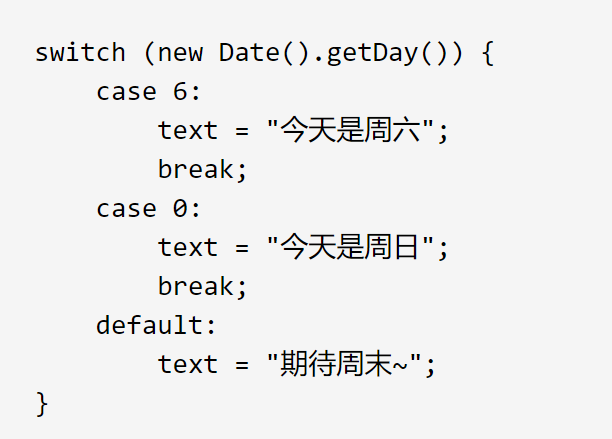 switch (new Date().getDay()) {
    case 6:
        text = "今天是周六";
        break;
    case 0:
        text = "今天是周日";
        break;
    default:
        text = "期待周末~";
}